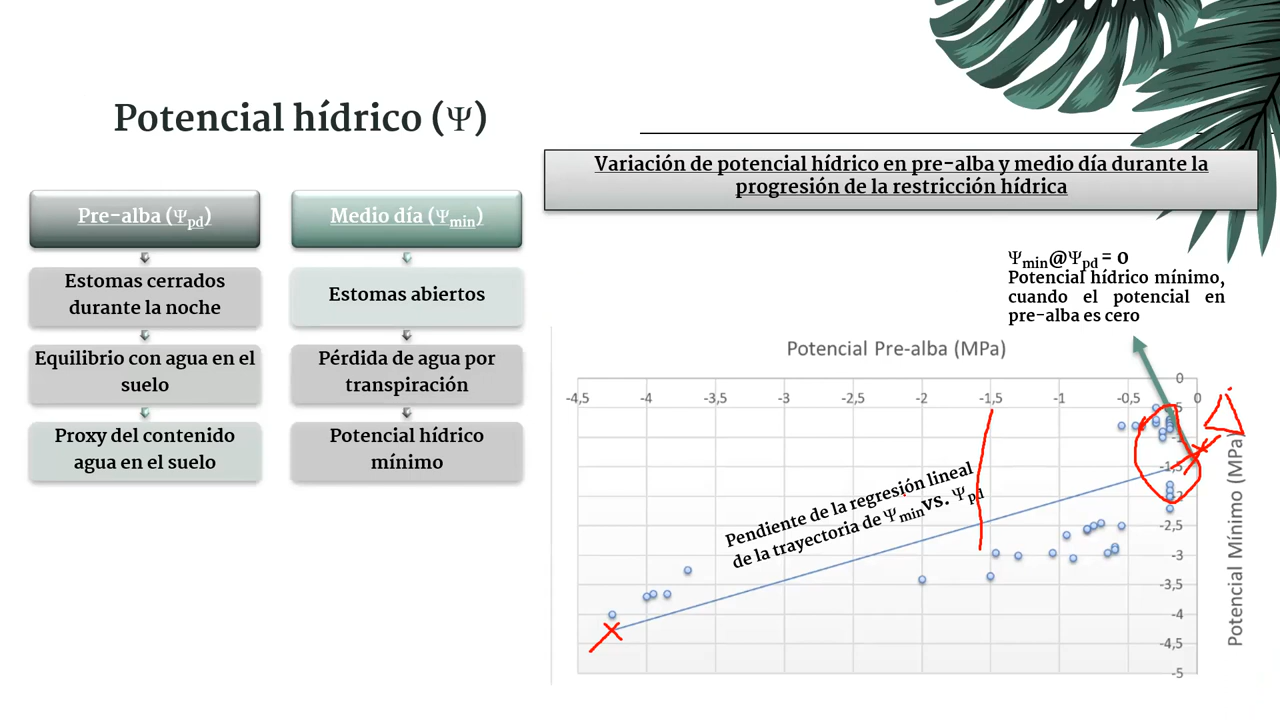 Potencial hídrico (Ψ)
Variación de potencial hídrico en pre-alba y medio día durante la
progresión de la restricción hídrica
Pre-alba (Ψpd)
Estomas cerrados
durante la noche
Equilibrio con agua en el
suelo
Proxy del contenido
agua en el suelo
Medio día (Ψmin)
Estomas abiertos
Pérdida de agua por
transpiración
Potencial hídrico
mínimo
Ψmin@Ψpd = 0
Potencial hídrico mínimo,
cuando el potencial en
pre-alba es cero
Potencial Pre-alba (MPa)
0
-4,5 -4 -3,5 -3 -2,5 -2 -1,5 -1 -0,5 0
-1,5
-2,5
-3
-3,5
-4
-4,5
-5
Potencial Mínimo (MPa)
Pendiente de la regresión lineal
de la trayectoria de Ψmin vs. Ψpd